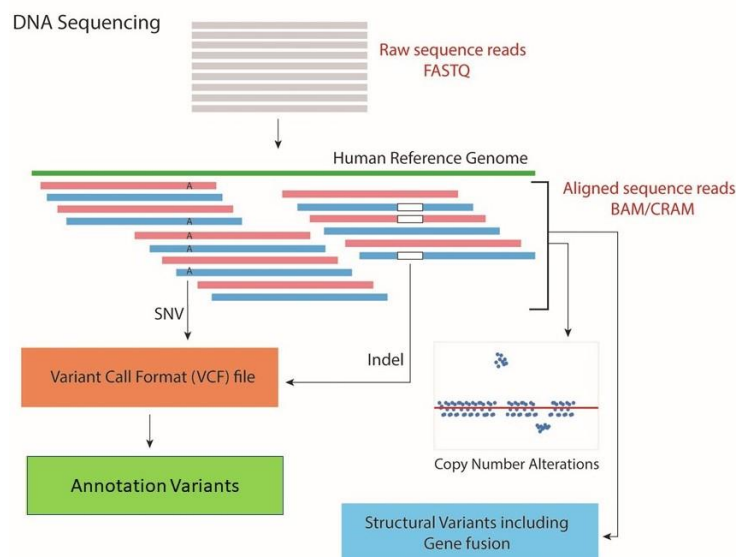 DNA Sequencing
Raw sequence reads
FASTQ
Human Reference Genome
Aligned sequence reads
BAM/CRAM
A
A
A
A
A
SNV
Indel
Variant Call Format (VCF) file
Copy Number Alterations
Annotation Variants
Structural Variants including
Gene fusion